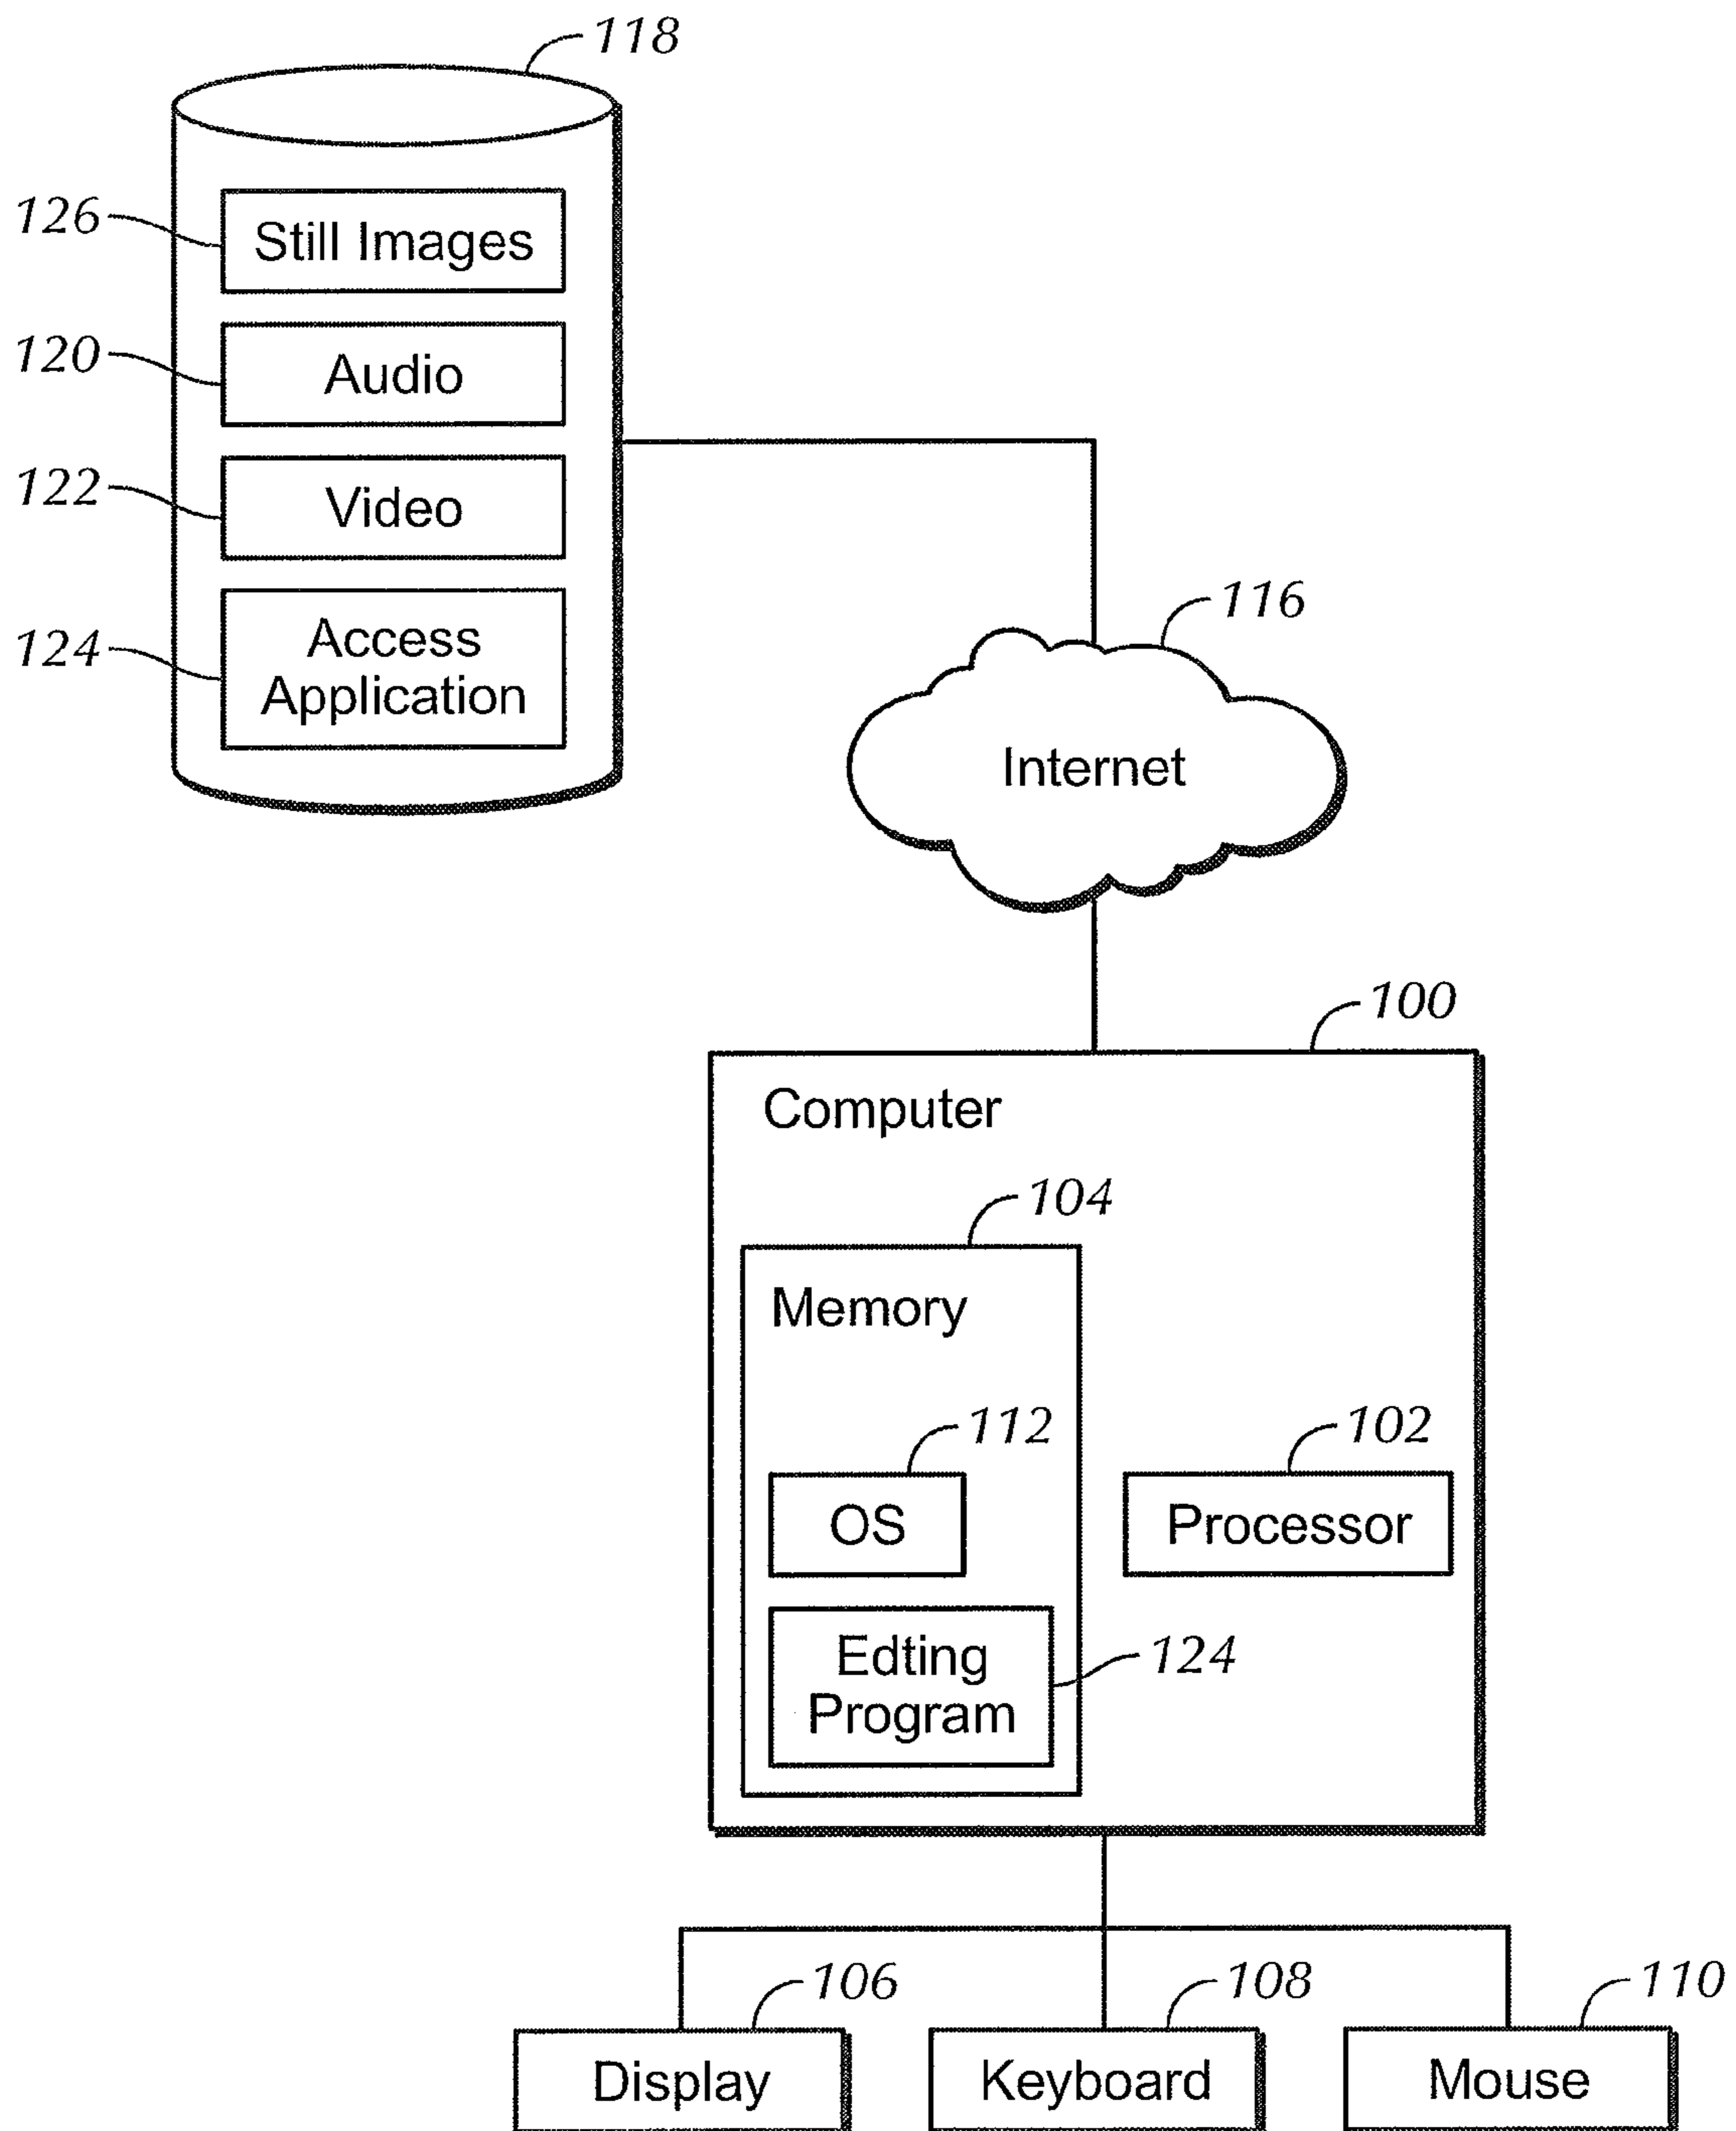 118
126
Still Images
120
Audio
122
Video
124
Access
Application
116
Internet
100
Computer
104
Memory
112
OS
102
Processor
Edting
Program
124
106
Display
108
Keyboard
110
Mouse